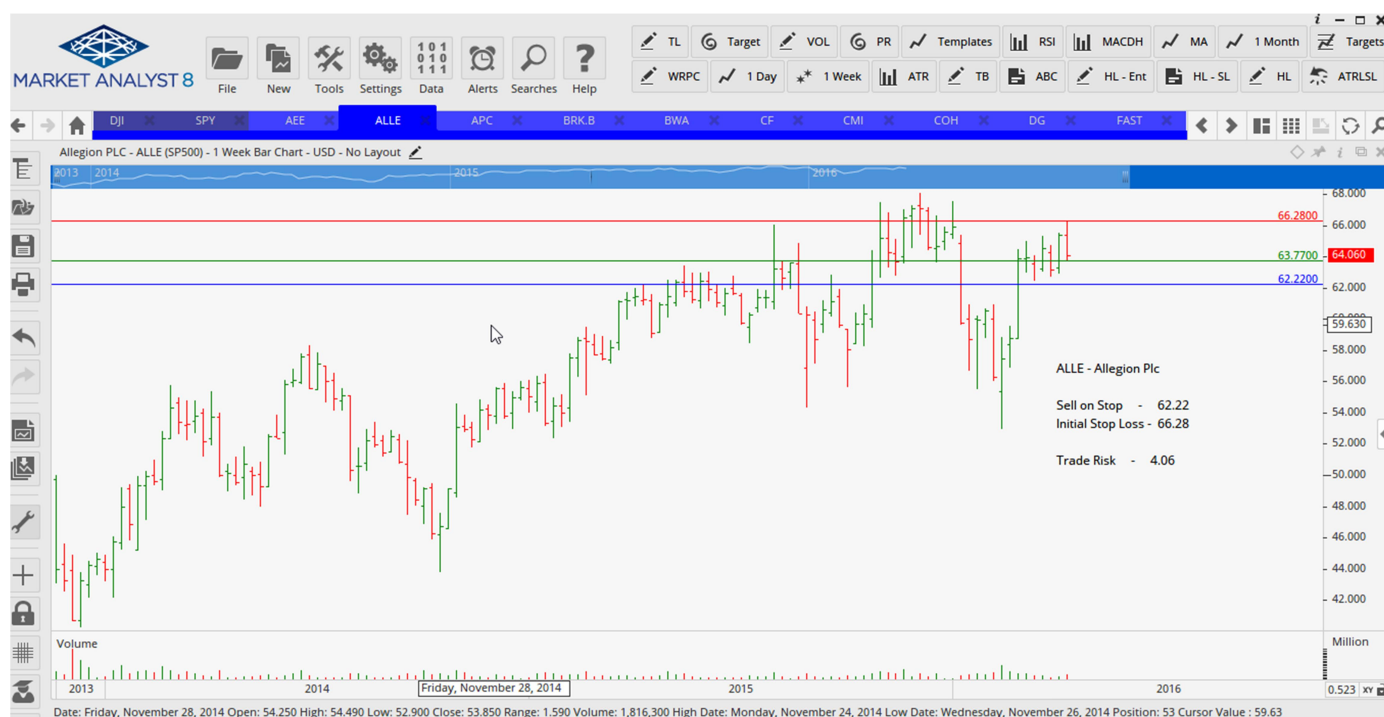 i
MARKET ANALYST 8
File New Tools Settings Data Alerts Searches Help
101
010
111
TL Target VOL PR Templates RSI MACDH MA 1 Month Targets
WRPC 1 Day 1 Week ATR TB ABC HL - Ent HL - SL HL ATRLSL
DJI SPY AEE ALLE APC BRK.B BWA CF CMI COH DG FAST
Allegion PLC - ALLE (SP500) - 1 Week Bar Chart - USD - No Layout
2013 2014 2015 2016
68.000
66.2800
66.000
63.7700
64.060
62.2200
62.000
59.630
58.000
ALLE - Allegion Plc
56.000
Sell on Stop - 62.22
54.000
Initial Stop Loss - 66.28
52.000
Trade Risk - 4.06
50.000
48.000
46.000
44.000
42.000
Volume
Million
2013 2014 Friday, November 28, 2014 2015 2016
0.523 XY
Date: Friday, November 28, 2014 Open: 54.250 High: 54.490 Low: 52.900 Close: 53.850 Range: 1.590 Volume: 1,816,300 High Date: Monday, November 24, 2014 Low Date: Wednesday, November 26, 2014 Position: 53 Cursor Value : 59.63